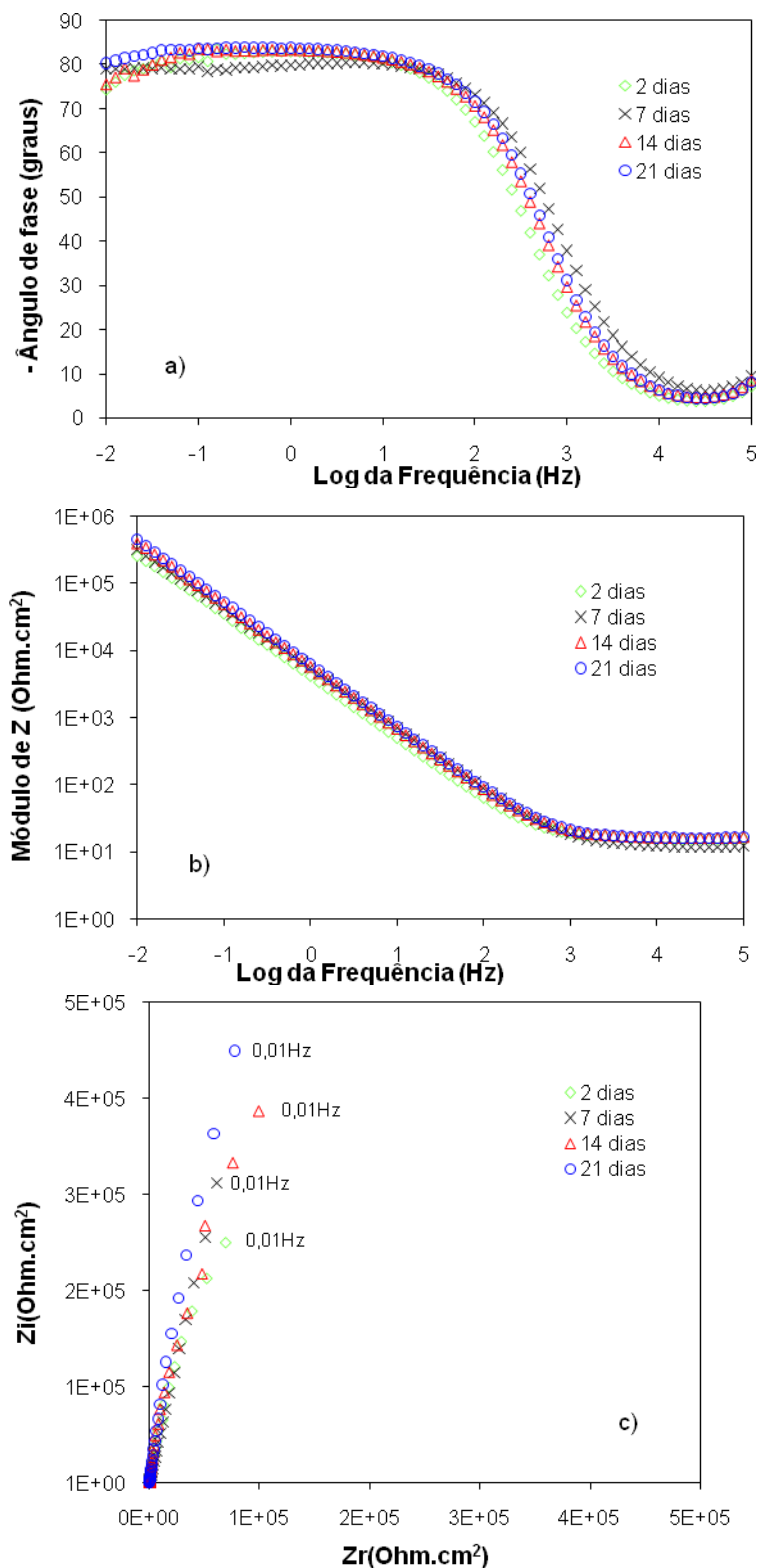 90
80
70
60
50
40
30
20
10
0
- Ângulo de fase (graus)
2 dias
7 dias
14 dias
21 dias
a)
-2 -1 0 1 2 3 4 5
Log da Frequência (Hz)
1E+06
1E+05
1E+04
1E+03
1E+02
1E+01
1E+00
Módulo de Z (Ohm.cm²)
2 dias
7 dias
14 dias
21 dias
b)
-2 -1 0 1 2 3 4 5
Log da Frequência (Hz)
5E+05
4E+05
3E+05
2E+05
1E+05
1E+00
Zi(Ohm.cm²)
0,01Hz
0,01Hz
0,01Hz
0,01Hz
2 dias
7 dias
14 dias
21 dias
c)
0E+00 1E+05 2E+05 3E+05 4E+05 5E+05
Zr(Ohm.cm²)